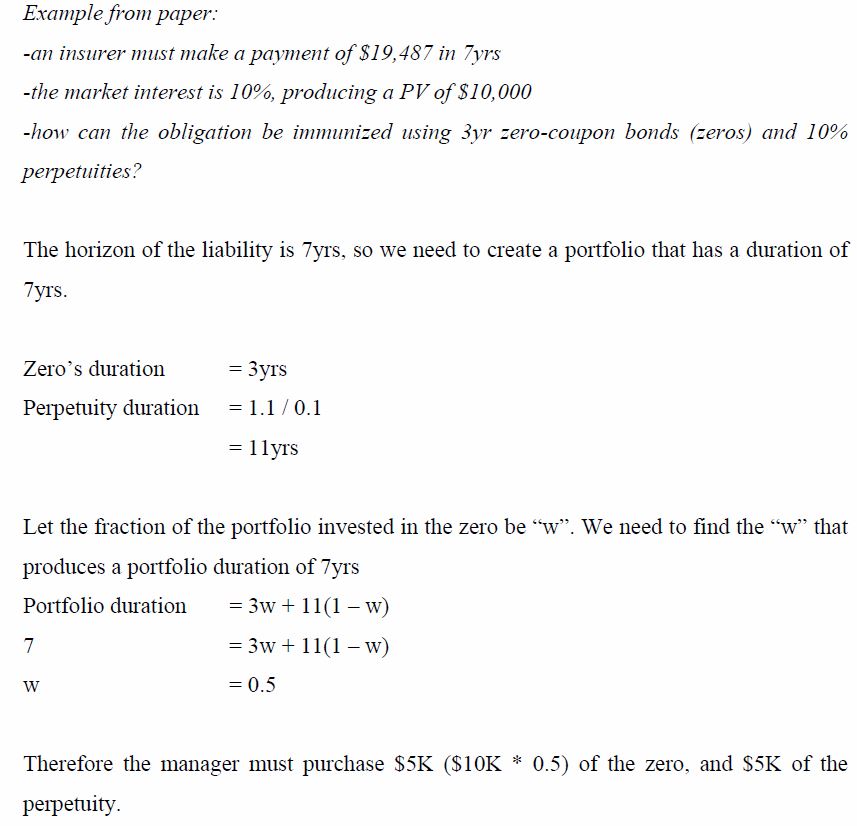 Example from paper:
-an insurer must make a payment of $19,487 in 7yrs
-the market interest is 10%, producing a PV of $10,000
-how can the obligation be immunized using 3yr zero-coupon bonds (zeros) and 10%
perpetuities?
The horizon of the liability is 7yrs, so we need to create a portfolio that has a duration of
7yrs.
Zero's duration = 3yrs
Perpetuity duration = 1.1 / 0.1
= 11yrs
Let the fraction of the portfolio invested in the zero be “w”. We need to find the “w” that
produces a portfolio duration of 7yrs
Portfolio duration = 3w + 11(1 – w)
7 = 3w + 11(1 – w)
w = 0.5
Therefore the manager must purchase $5K ($10K * 0.5) of the zero, and $5K of the
perpetuity.